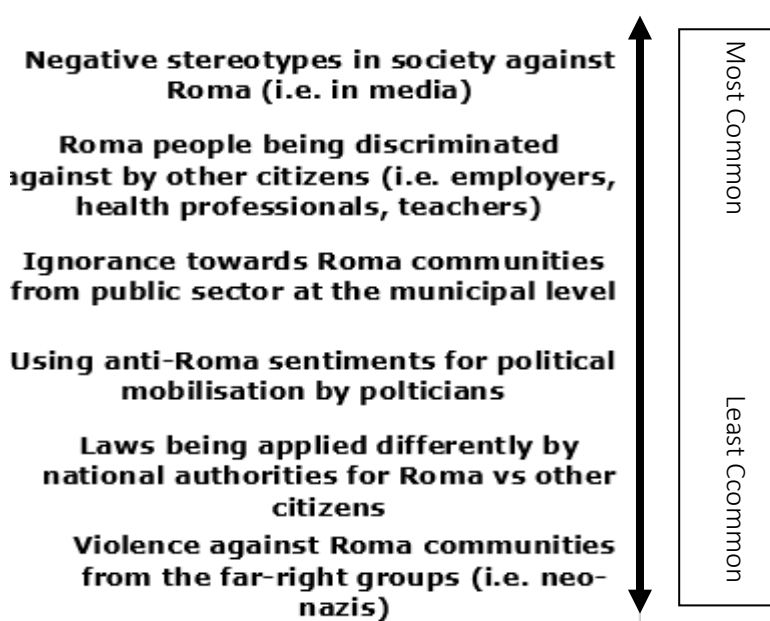 Negative stereotypes in society against
Roma (i.e. in media)
Roma people being discriminated
against by other citizens (i.e. employers,
health professionals, teachers)
Ignorance towards Roma communities
from public sector at the municipal level
Using anti-Roma sentiments for political
mobilisation by polticians
Laws being applied differently by
national authorities for Roma vs other
citizens
Violence against Roma communities
from the far-right groups (i.e. neo-
nazis)
Most Common
Least Ccommon